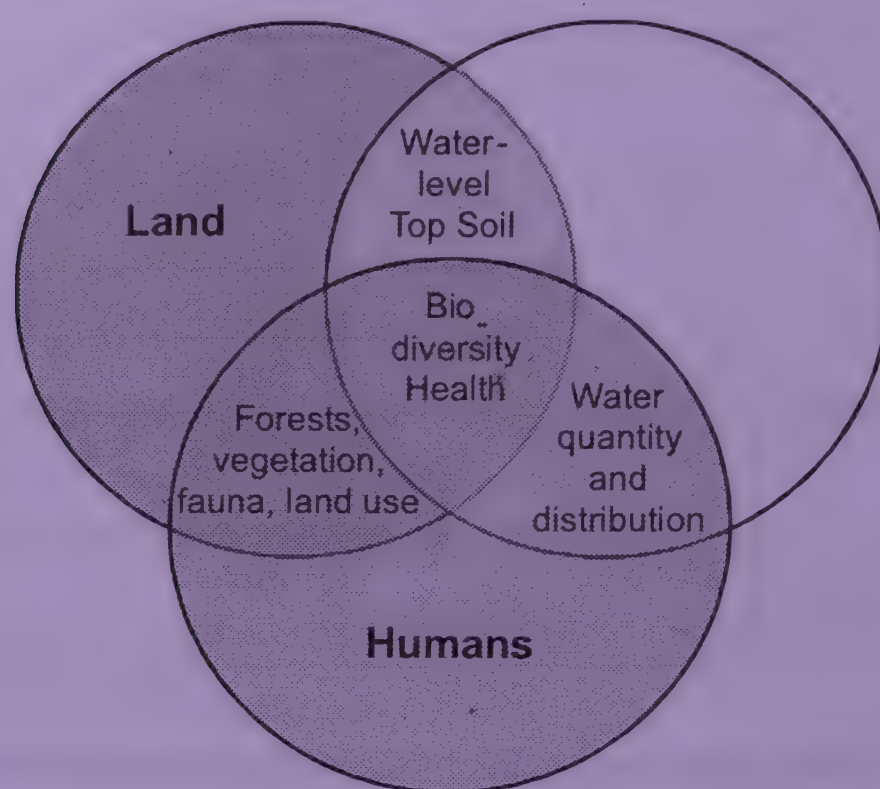 Land
Water-
level
Top Soil
Bio
diversity
Health
Forests,
vegetation,
fauna, land use
Water
quantity
and
distribution
Humans